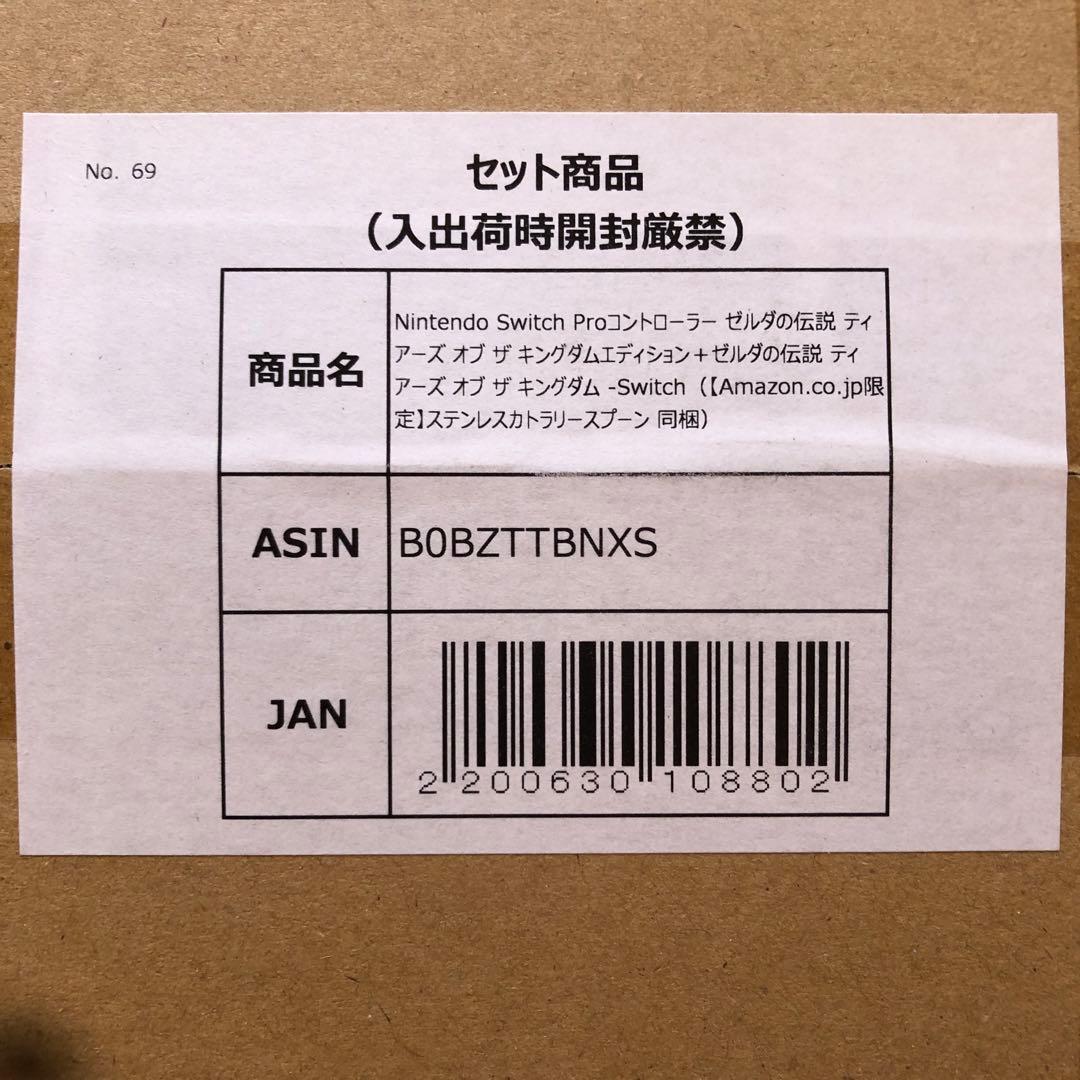 No. 69
セット商品
（入出荷時開封厳禁）
商品名
Nintendo Switch Proコントローラー ゼルダの伝説 ティ
アーズ オブ ザ キングダムエディション＋ゼルダの伝説 ティ
アーズ オブ ザ キングダム -Switch（【Amazon.co.jp限
定】ステンレスカトラリースプーン 同梱）
ASIN
B0BZTTBNXS
JAN
2 200630 108802